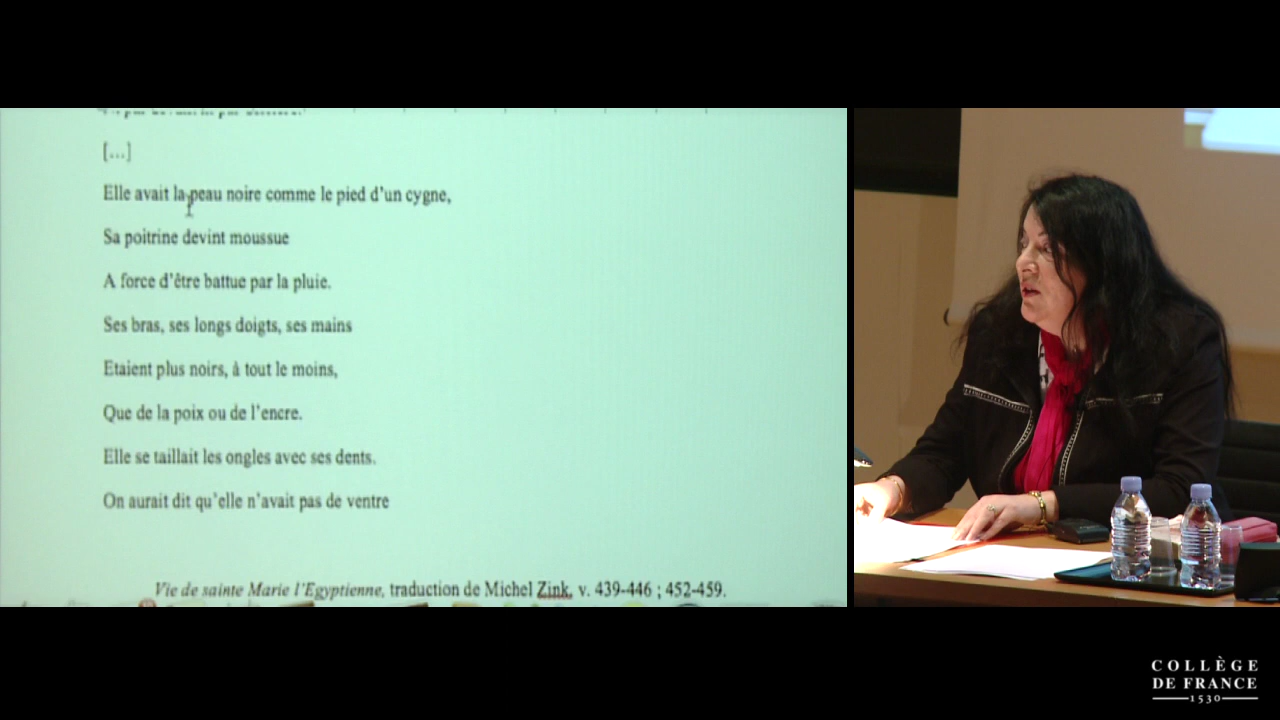 [...]
Elle avait la peau noire comme le pied d'un cygne,
Sa poitrine devint moussue
A force d'être battue par la pluie.
Ses bras, ses longs doigts, ses mains
Etaient plus noirs, à tout le moins,
Que de la poix ou de l'encre.
Elle se taillait les ongles avec ses dents.
On aurait dit qu'elle n'avait pas de ventre
Vie de sainte Marie l'Egyptienne, traduction de Michel Zink, v. 439-446 ; 452-459.
COLLÈGE
DE FRANCE
1530